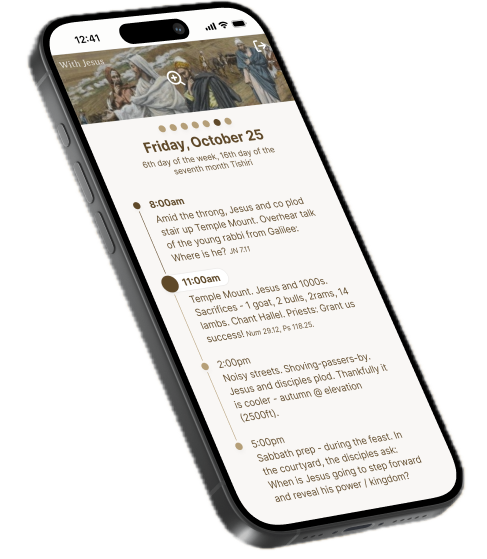 12:41
With Jesus
Friday, October 25
6th day of the week, 16th day of the
seventh month Tishiri
8:00am
Amid the throng, Jesus and co plod
stair up Temple Mount. Overhear talk
of the young rabbi from Galilee:
Where is he? JN 7.11
11:00am
Temple Mount. Jesus and 1000s.
Sacrifices - 1 goat, 2 bulls, 2rams, 14
lambs. Chant Hallel. Priests: Grant us
success! Num 29.12, Ps 118.25.
2:00pm
Noisy streets. Shoving-passers-by.
Jesus and disciples plod. Thankfully it
is cooler - autumn @ elevation
(2500ft).
5:00pm
Sabbath prep - during the feast. In
the courtyard, the disciples ask:
When is Jesus going to step forward
and reveal his power / kingdom?